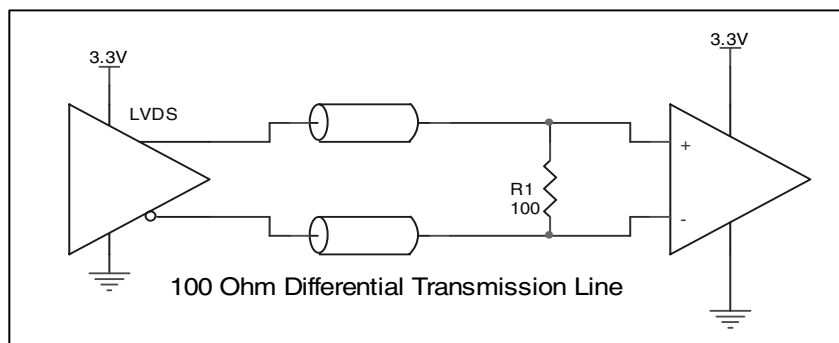 3.3V
3.3V
LVDS
+
R1
100
-
100 Ohm Differential Transmission Line